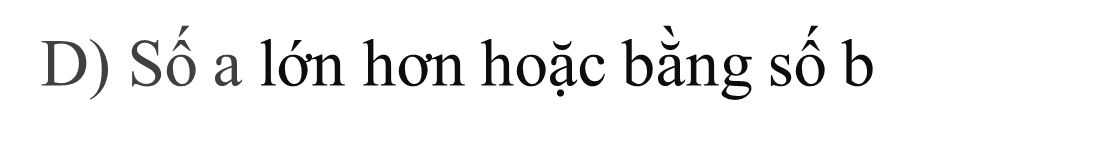 D) Số a lớn hơn hoặc bằng số b